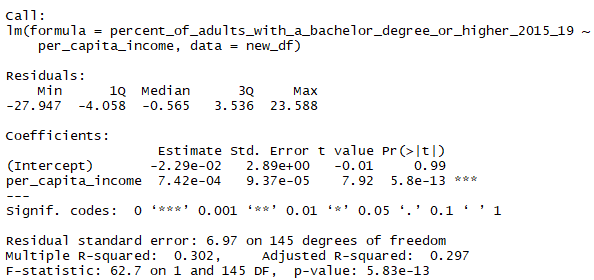 Call:
lm(formula = percent_of_adults_with_a_bachelor_degree_or_higher_2015_19 ~
    per_capita_income, data = new_df)
Residuals:
    Min      1Q  Median      3Q     Max
-27.947  -4.058  -0.565   3.536  23.588
Coefficients:
                   Estimate Std. Error t value Pr(>|t|)
(Intercept)       -2.29e-02   2.89e+00   -0.01     0.99
per_capita_income  7.42e-04   9.37e-05    7.92  5.8e-13 ***
---
Signif. codes:  0 ‘***’ 0.001 ‘**’ 0.01 ‘*’ 0.05 ‘.’ 0.1 ‘ ’ 1
Residual standard error: 6.97 on 145 degrees of freedom
Multiple R-squared:  0.302,	Adjusted R-squared:  0.297
F-statistic: 62.7 on 1 and 145 DF,  p-value: 5.83e-13